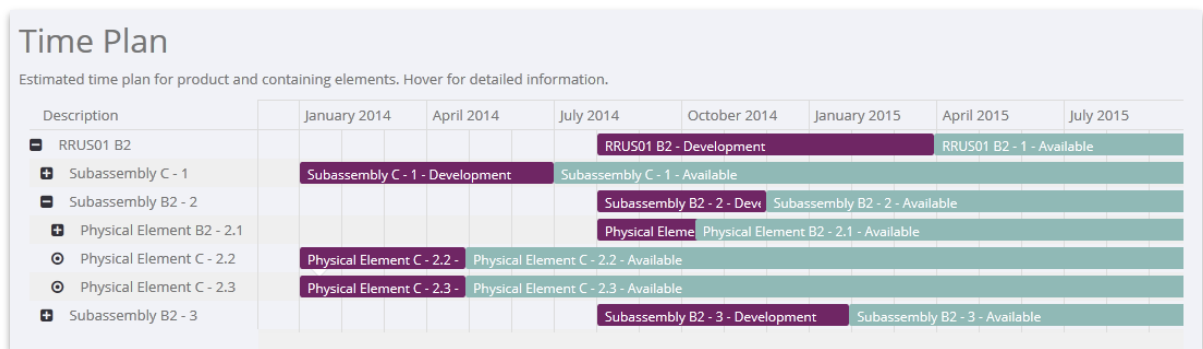 Time Plan
Estimated time plan for product and containing elements. Hover for detailed information.
Description January 2014 April 2014 July 2014 October 2014 January 2015 April 2015 July 2015
RRUS01 B2 RRUS01 B2 - Development RRUS01 B2 - 1 - Available
Subassembly C - 1 Subassembly C - 1 - Development Subassembly C - 1 - Available
Subassembly B2 - 2 Subassembly B2 - 2 - Deve Subassembly B2 - 2 - Available
Physical Element B2 - 2.1 Physical Eleme Physical Element B2 - 2.1 - Available
Physical Element C - 2.2 Physical Element C - 2.2 - Physical Element C - 2.2 - Available
Physical Element C - 2.3 Physical Element C - 2.3 - Physical Element C - 2.3 - Available
Subassembly B2 - 3 Subassembly B2 - 3 - Development Subassembly B2 - 3 - Available